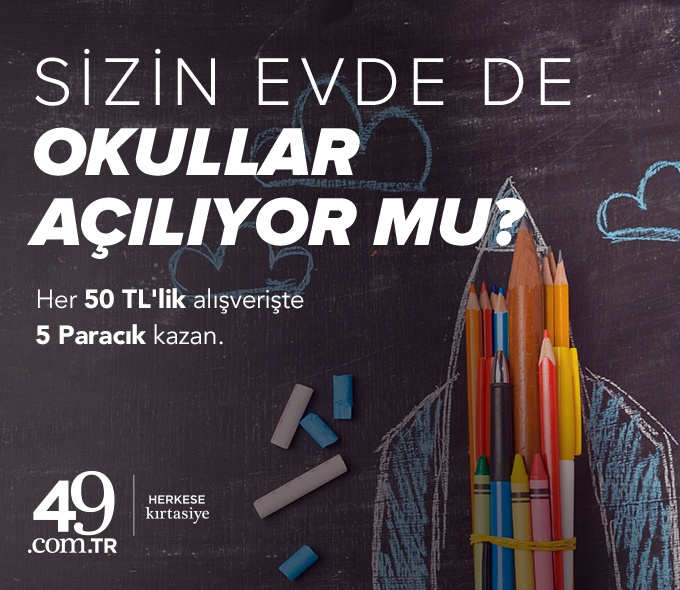 SİZİN EVDE DE
OKULLAR
AÇILIYOR MU?
Her 50 TL'lik alışverişte
5 Paracık kazan.
49
.com.TR
HERKESE
kırtasiye